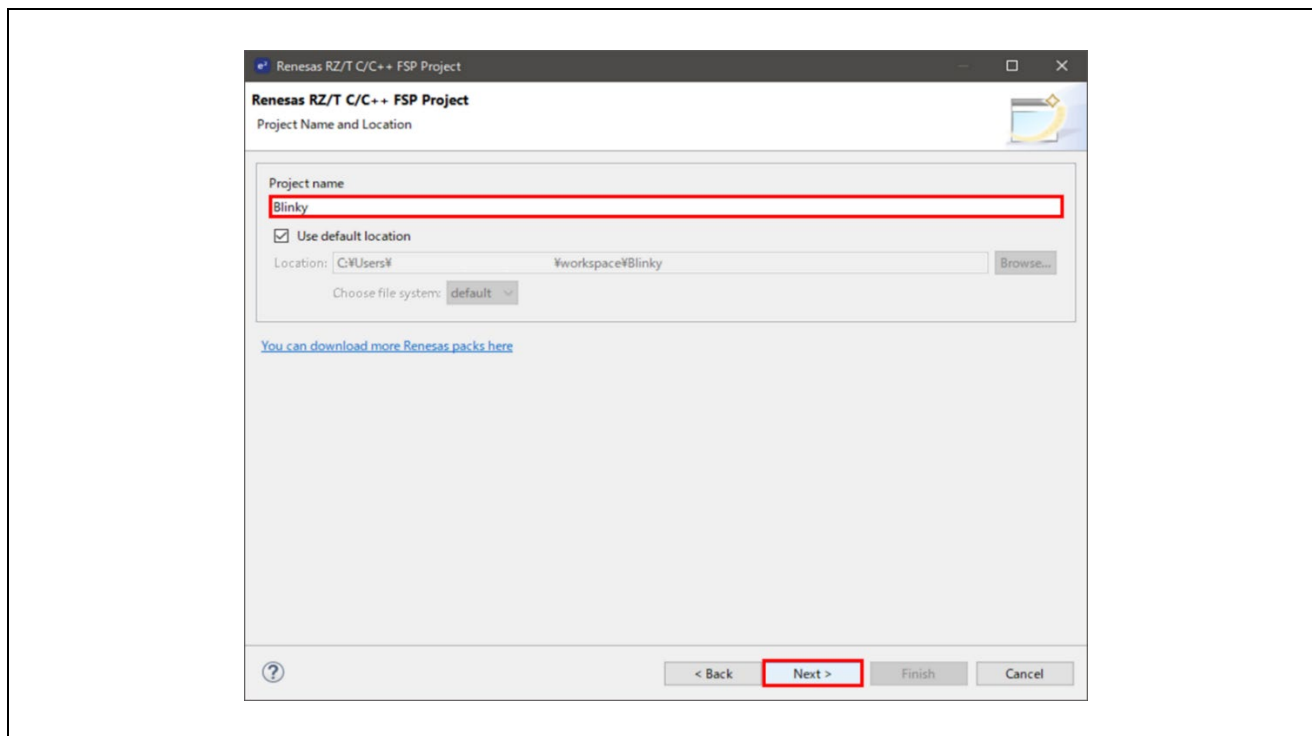 Renesas RZ/T C/C++ FSP Project
Renesas RZ/T C/C++ FSP Project
Project Name and Location
Project name
Blinky
Use default location
Location: C:¥Users¥ ¥workspace¥Blinky Browse...
Choose file system: default
You can download more Renesas packs here
< Back Next > Finish Cancel